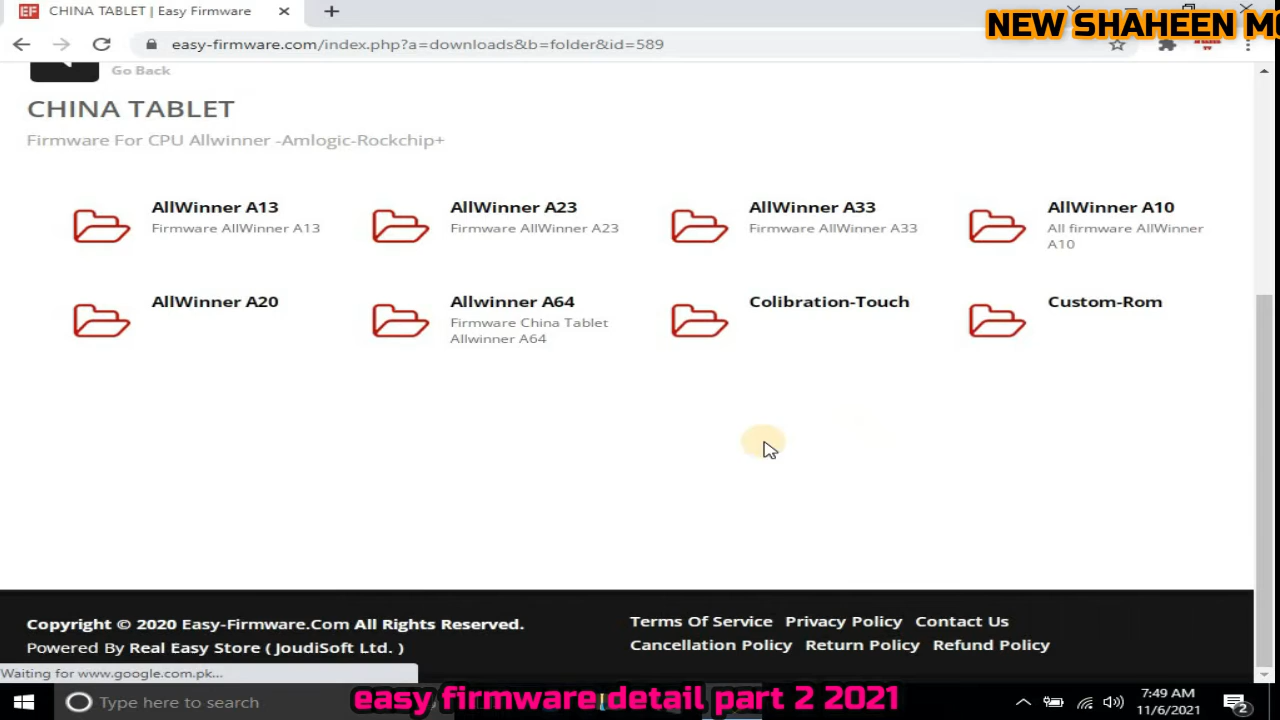 CHINA TABLET | Easy Firmware
NEW SHAHEEN
easy-firmware.com/index.php?a=downloads&b=folder&id=589
Go Back
CHINA TABLET
Firmware For CPU Allwinner -Amlogic-Rockchip+
AllWinner A13
Firmware AllWinner A13
AllWinner A23
Firmware AllWinner A23
AllWinner A33
Firmware AllWinner A33
AllWinner A10
All firmware AllWinner
A10
AllWinner A20
Allwinner A64
Firmware China Tablet
Allwinner A64
Colibration-Touch
Custom-Rom
Copyright © 2020 Easy-Firmware.Com All Rights Reserved.
Powered By Real Easy Store ( JoudiSoft Ltd. )
Terms Of Service Privacy Policy Contact Us
Cancellation Policy Return Policy Refund Policy
Waiting for www.google.com.pk...
Type here to search
easy firmware detail part 2 2021
7:49 AM
11/6/2021
2